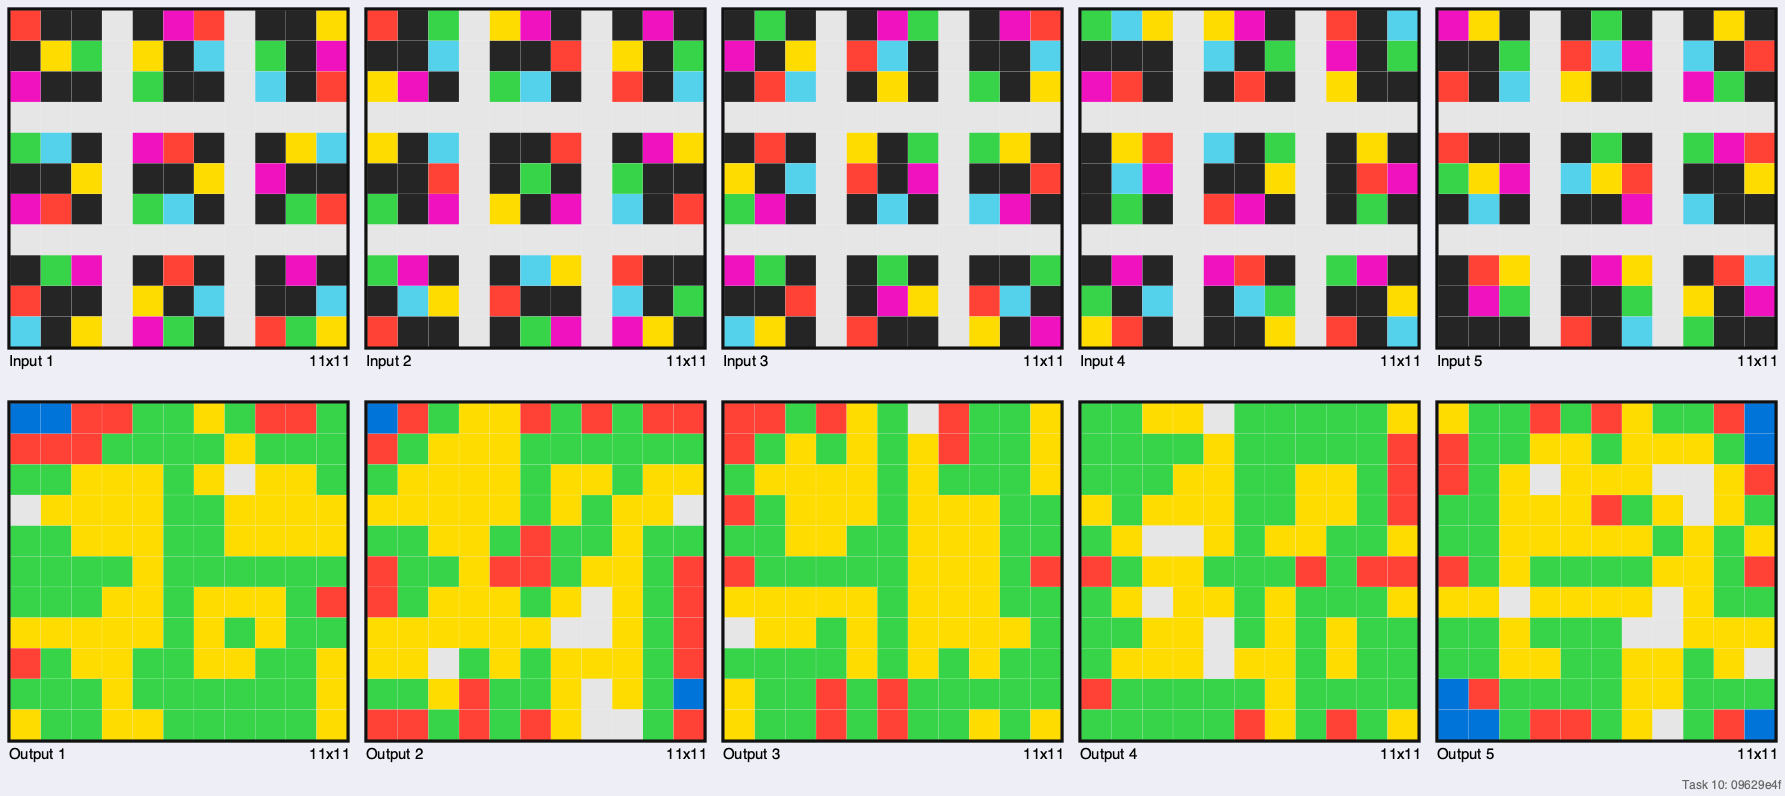 Input 1 11x11
Input 2 11x11
Input 3 11x11
Input 4 11x11
Input 5 11x11
Output 1 11x11
Output 2 11x11
Output 3 11x11
Output 4 11x11
Output 5 11x11
Task 10: 09629e4f